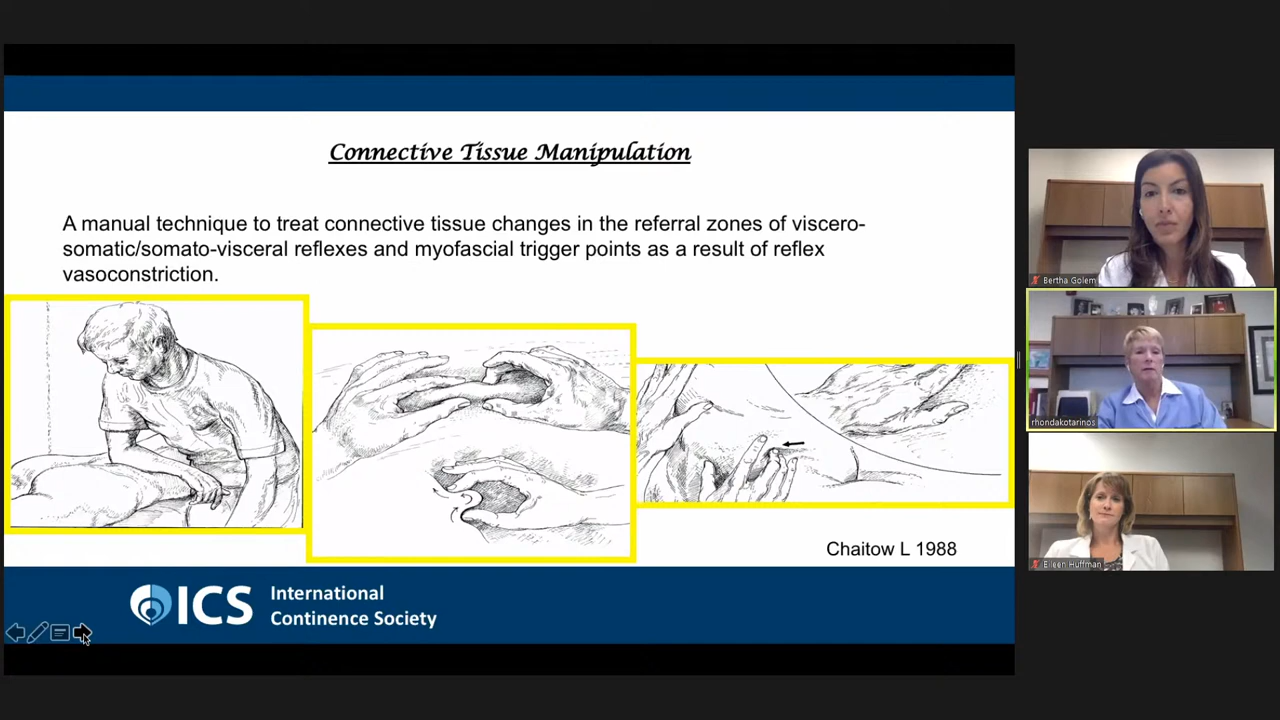 Connective Tissue Manipulation
A manual technique to treat connective tissue changes in the referral zones of viscero-
somatic/somato-visceral reflexes and myofascial trigger points as a result of reflex
vasoconstriction.
Chaitow L 1988
ICS
International
Continence Society
Bertha Golem
rhondakotarinos
Eileen Huffman